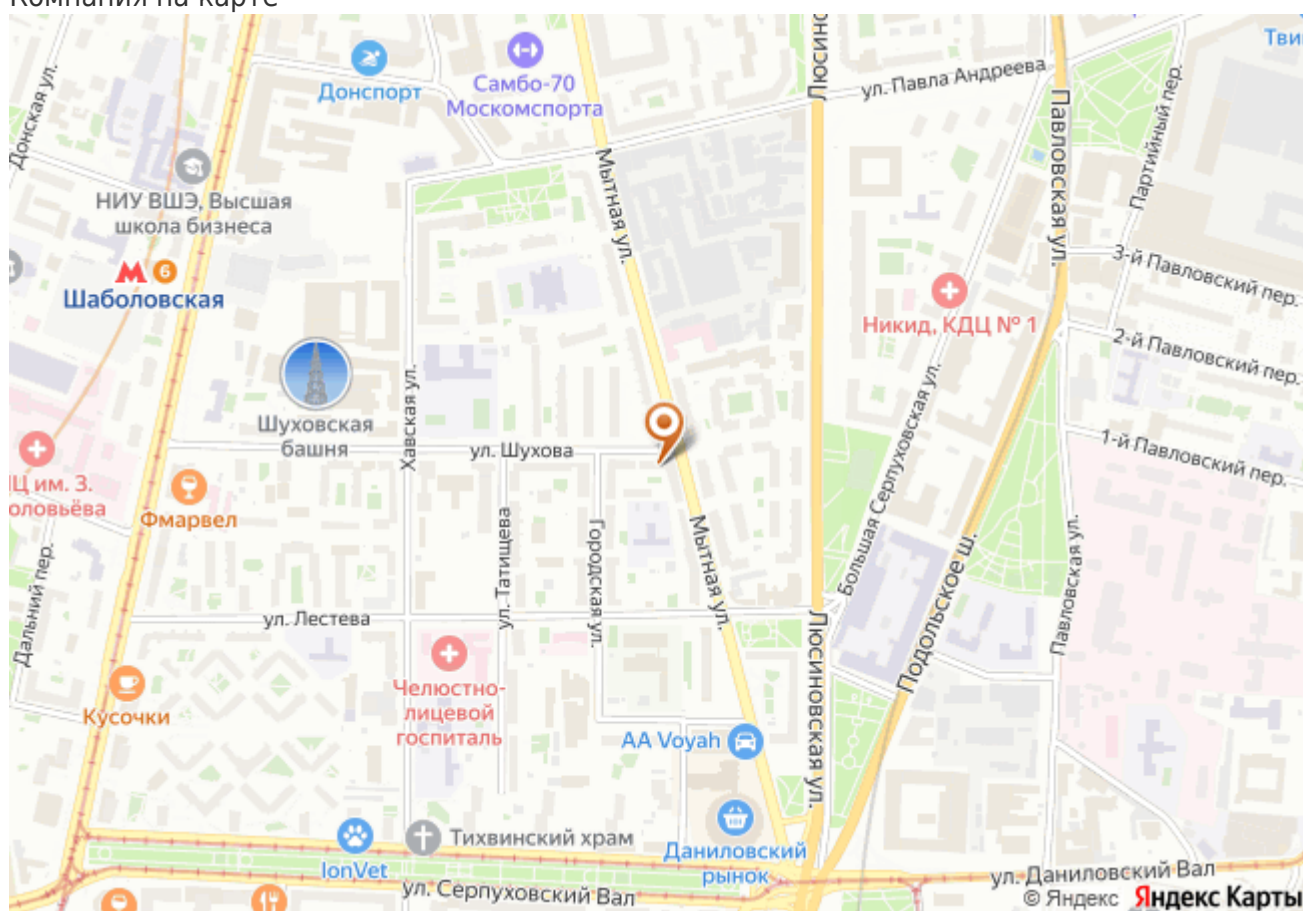 Компания на карте
Люсино
Тви
Донская ул.
Донспорт
Самбо-70
Москомспорта
ул. Павла Андреева
Павловская ул.
Партийный пер.
НИУ ВШЭ, Высшая
школа бизнеса
Мытная ул.
6
Шаболовская
3-й Павловский пер.
Никид, КДЦ № 1
2-й Павловский пер.
Шуховская
башня
Хавская ул.
ул. Шухова
1-й Павловский пер.
Ц им. З.
оловьёва
Фмарвел
ул. Татищева
Городская ул.
Мытная ул.
Большая Серпуховская ул.
Подольское ш.
Павловская ул.
Дальний пер.
ул. Лестева
Люсиновская ул.
Челюстно-
лицевой
госпиталь
Кусочки
AA Voyah
Тихвинский храм
IonVet
Даниловский
рынок
ул. Серпуховский Вал
ул. Даниловский Вал
© Яндекс Яндекс Карты